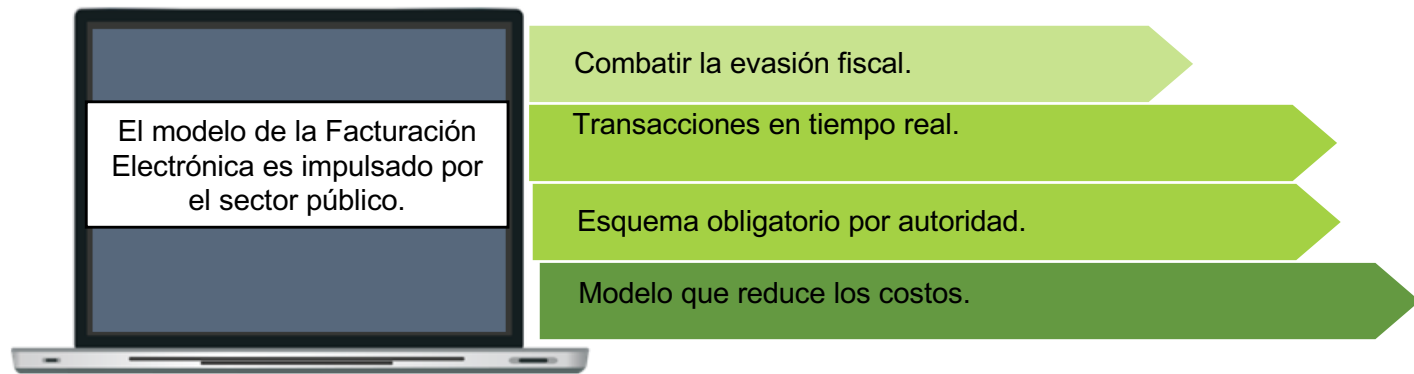 El modelo de la Facturación
Electrónica es impulsado por
el sector público.
Combatir la evasión fiscal.
Transacciones en tiempo real.
Esquema obligatorio por autoridad.
Modelo que reduce los costos.